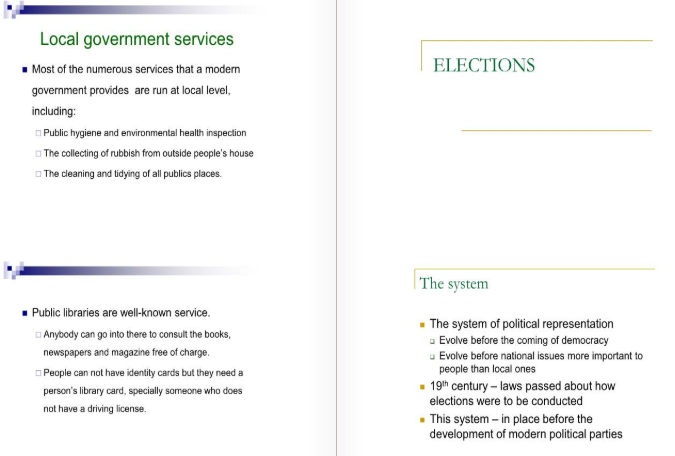 Local government services
Most of the numerous services that a modern
government provides are run at local level,
including:
Public hygiene and environmental health inspection
The collecting of rubbish from outside people's house
The cleaning and tidying of all publics places.
Public libraries are well-known service.
Anybody can go into there to consult the books,
newspapers and magazine free of charge.
People can not have identity cards but they need a
person's library card, specially someone who does
not have a driving license.
ELECTIONS
The system
The system of political representation
Evolve before the coming of democracy
Evolve before national issues more important to
people than local ones
19th century – laws passed about how
elections were to be conducted
This system – in place before the
development of modern political parties